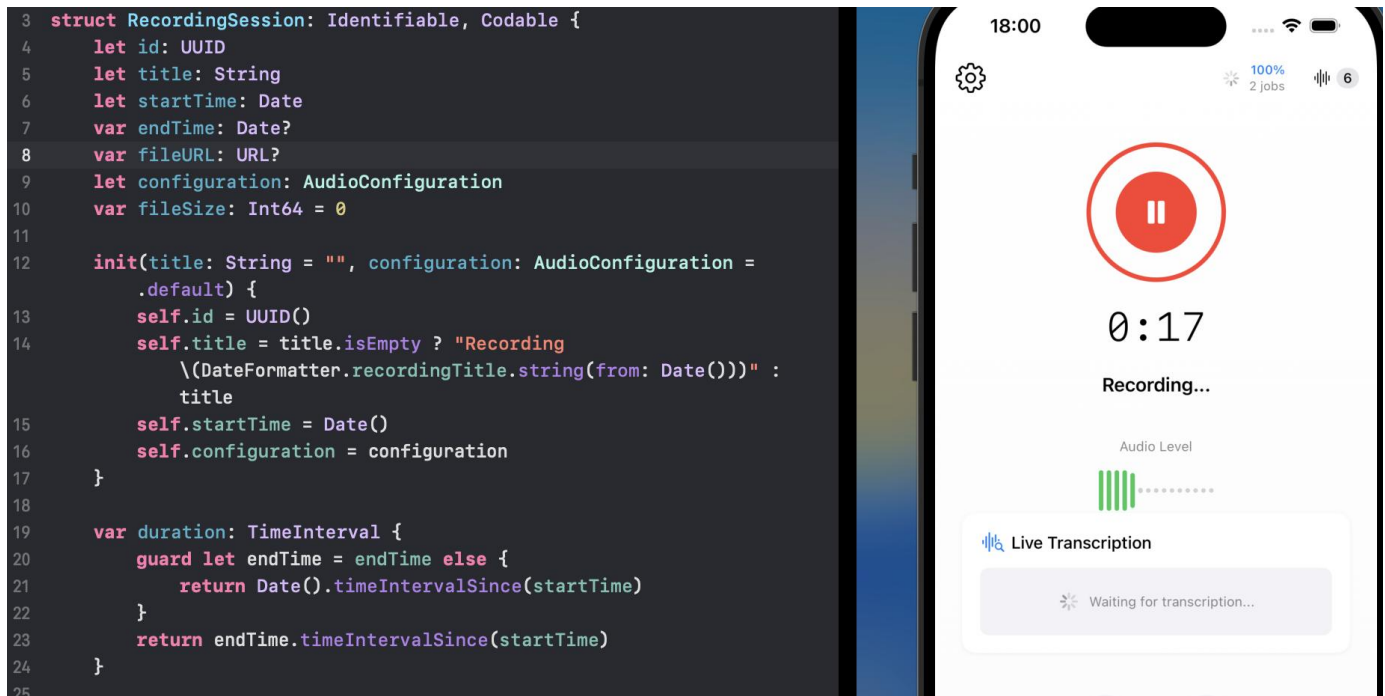 3 struct RecordingSession: Identifiable, Codable {
4     let id: UUID
5     let title: String
6     let startTime: Date
7     var endTime: Date?
8     var fileURL: URL?
9     let configuration: AudioConfiguration
10     var fileSize: Int64 = 0
11
12     init(title: String = "", configuration: AudioConfiguration =
            .default) {
13         self.id = UUID()
14         self.title = title.isEmpty ? "Recording
                \(DateFormatter.recordingTitle.string(from: Date()))" :
                title
15         self.startTime = Date()
16         self.configuration = configuration
17     }
18
19     var duration: TimeInterval {
20         guard let endTime = endTime else {
21             return Date().timeIntervalSince(startTime)
22         }
23         return endTime.timeIntervalSince(startTime)
24     }
25
18:00
100%
2 jobs
6
0:17
Recording...
Audio Level
Live Transcription
Waiting for transcription...